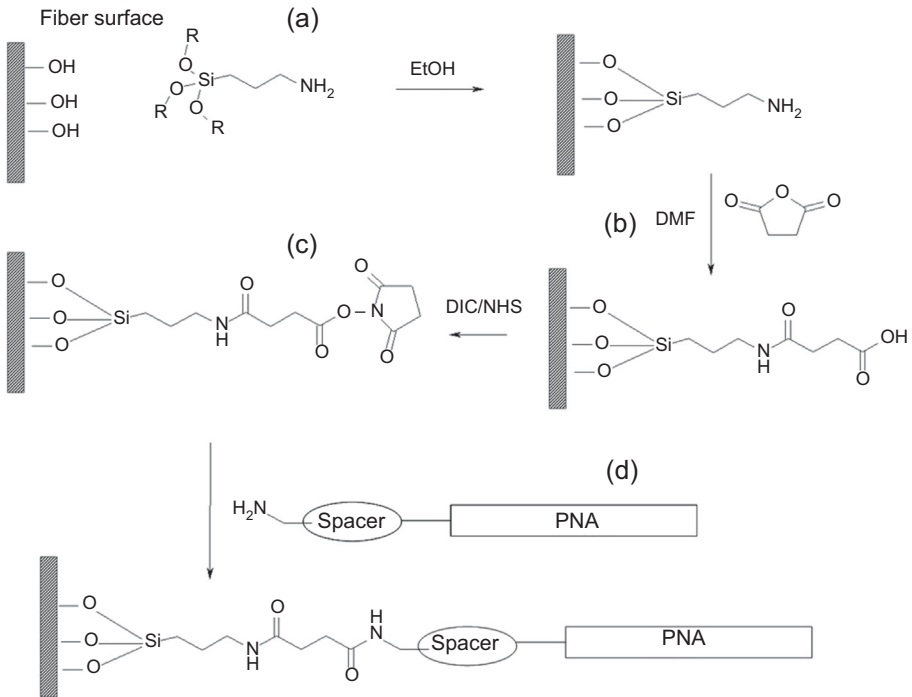 Fiber surface
(a)
OH
OH
OH
R
O
O
Si
R
O
R
NH2
EtOH
O
O
Si
O
NH2
(b)
DMF
O
O
O
(c)
O
O
Si
O
N
H
O
O
O
O
N
O
DIC/NHS
O
O
Si
O
N
H
O
OH
O
(d)
H2N
Spacer
PNA
O
O
Si
O
N
H
O
O
H
N
Spacer
PNA